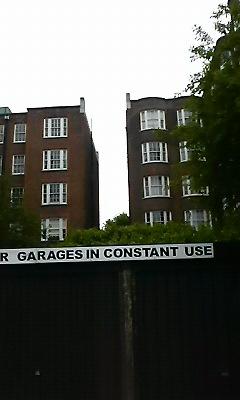 R GARAGES IN CONSTANT USE